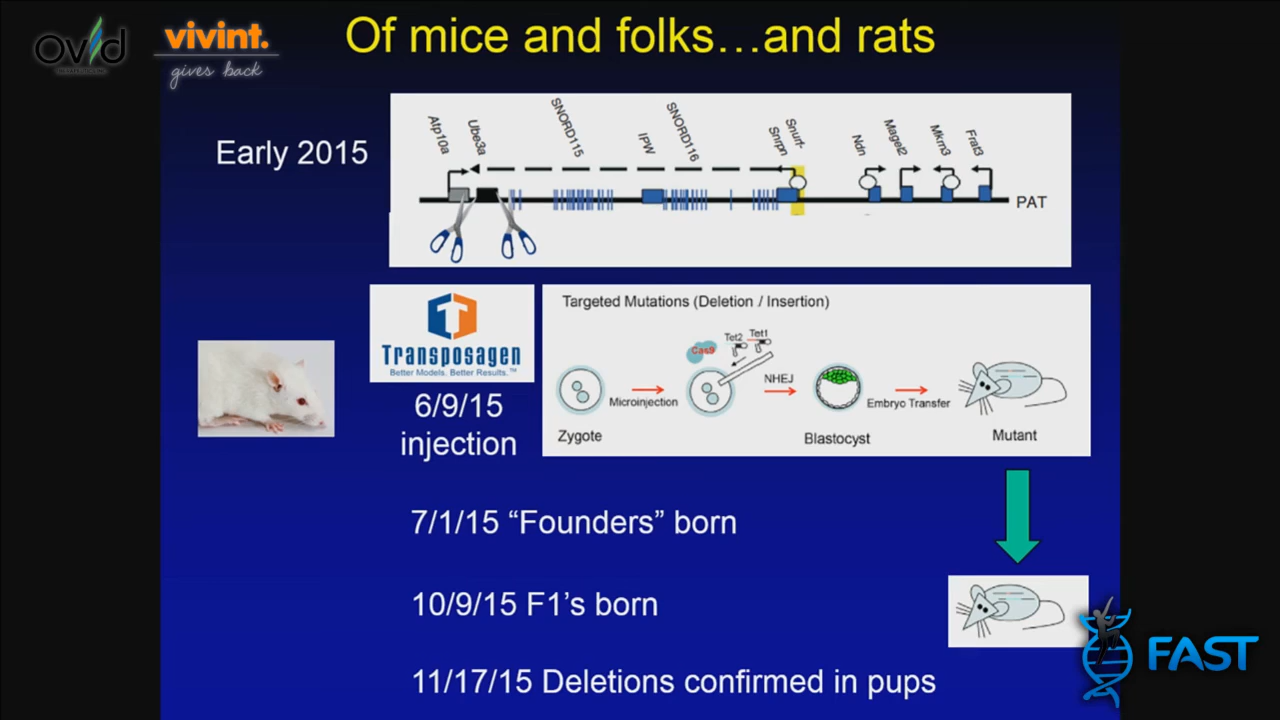 ovid
vivint.
gives back
Of mice and folks…and rats
Early 2015
Atp10a
Ube3a
SNORD115
IPW
SNORD116
Snurf-
Snrpn
Ndn
Magel2
Mkrn3
Frat3
PAT
Transposagen
Better Models. Better Results.™
Targeted Mutations (Deletion / Insertion)
Cas9
Tet2
Tet1
Microinjection
NHEJ
Embryo Transfer
Zygote
Blastocyst
Mutant
6/9/15
injection
7/1/15 “Founders” born
10/9/15 F1’s born
11/17/15 Deletions confirmed in pups
FAST